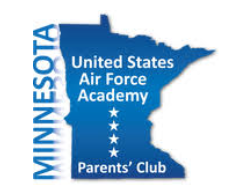 MINNESOTA
United States
Air Force
Academy
Parents' Club